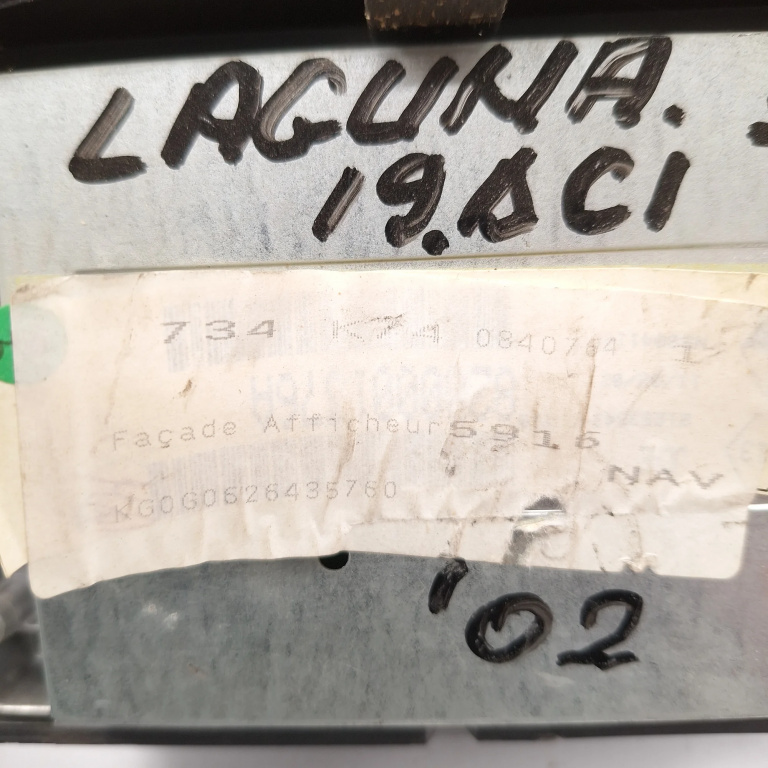 LAGUNA.
19.DCI
734 K74 0840764 1
Façade Afficheur 5916
NAV
KG0G0626435760
'02